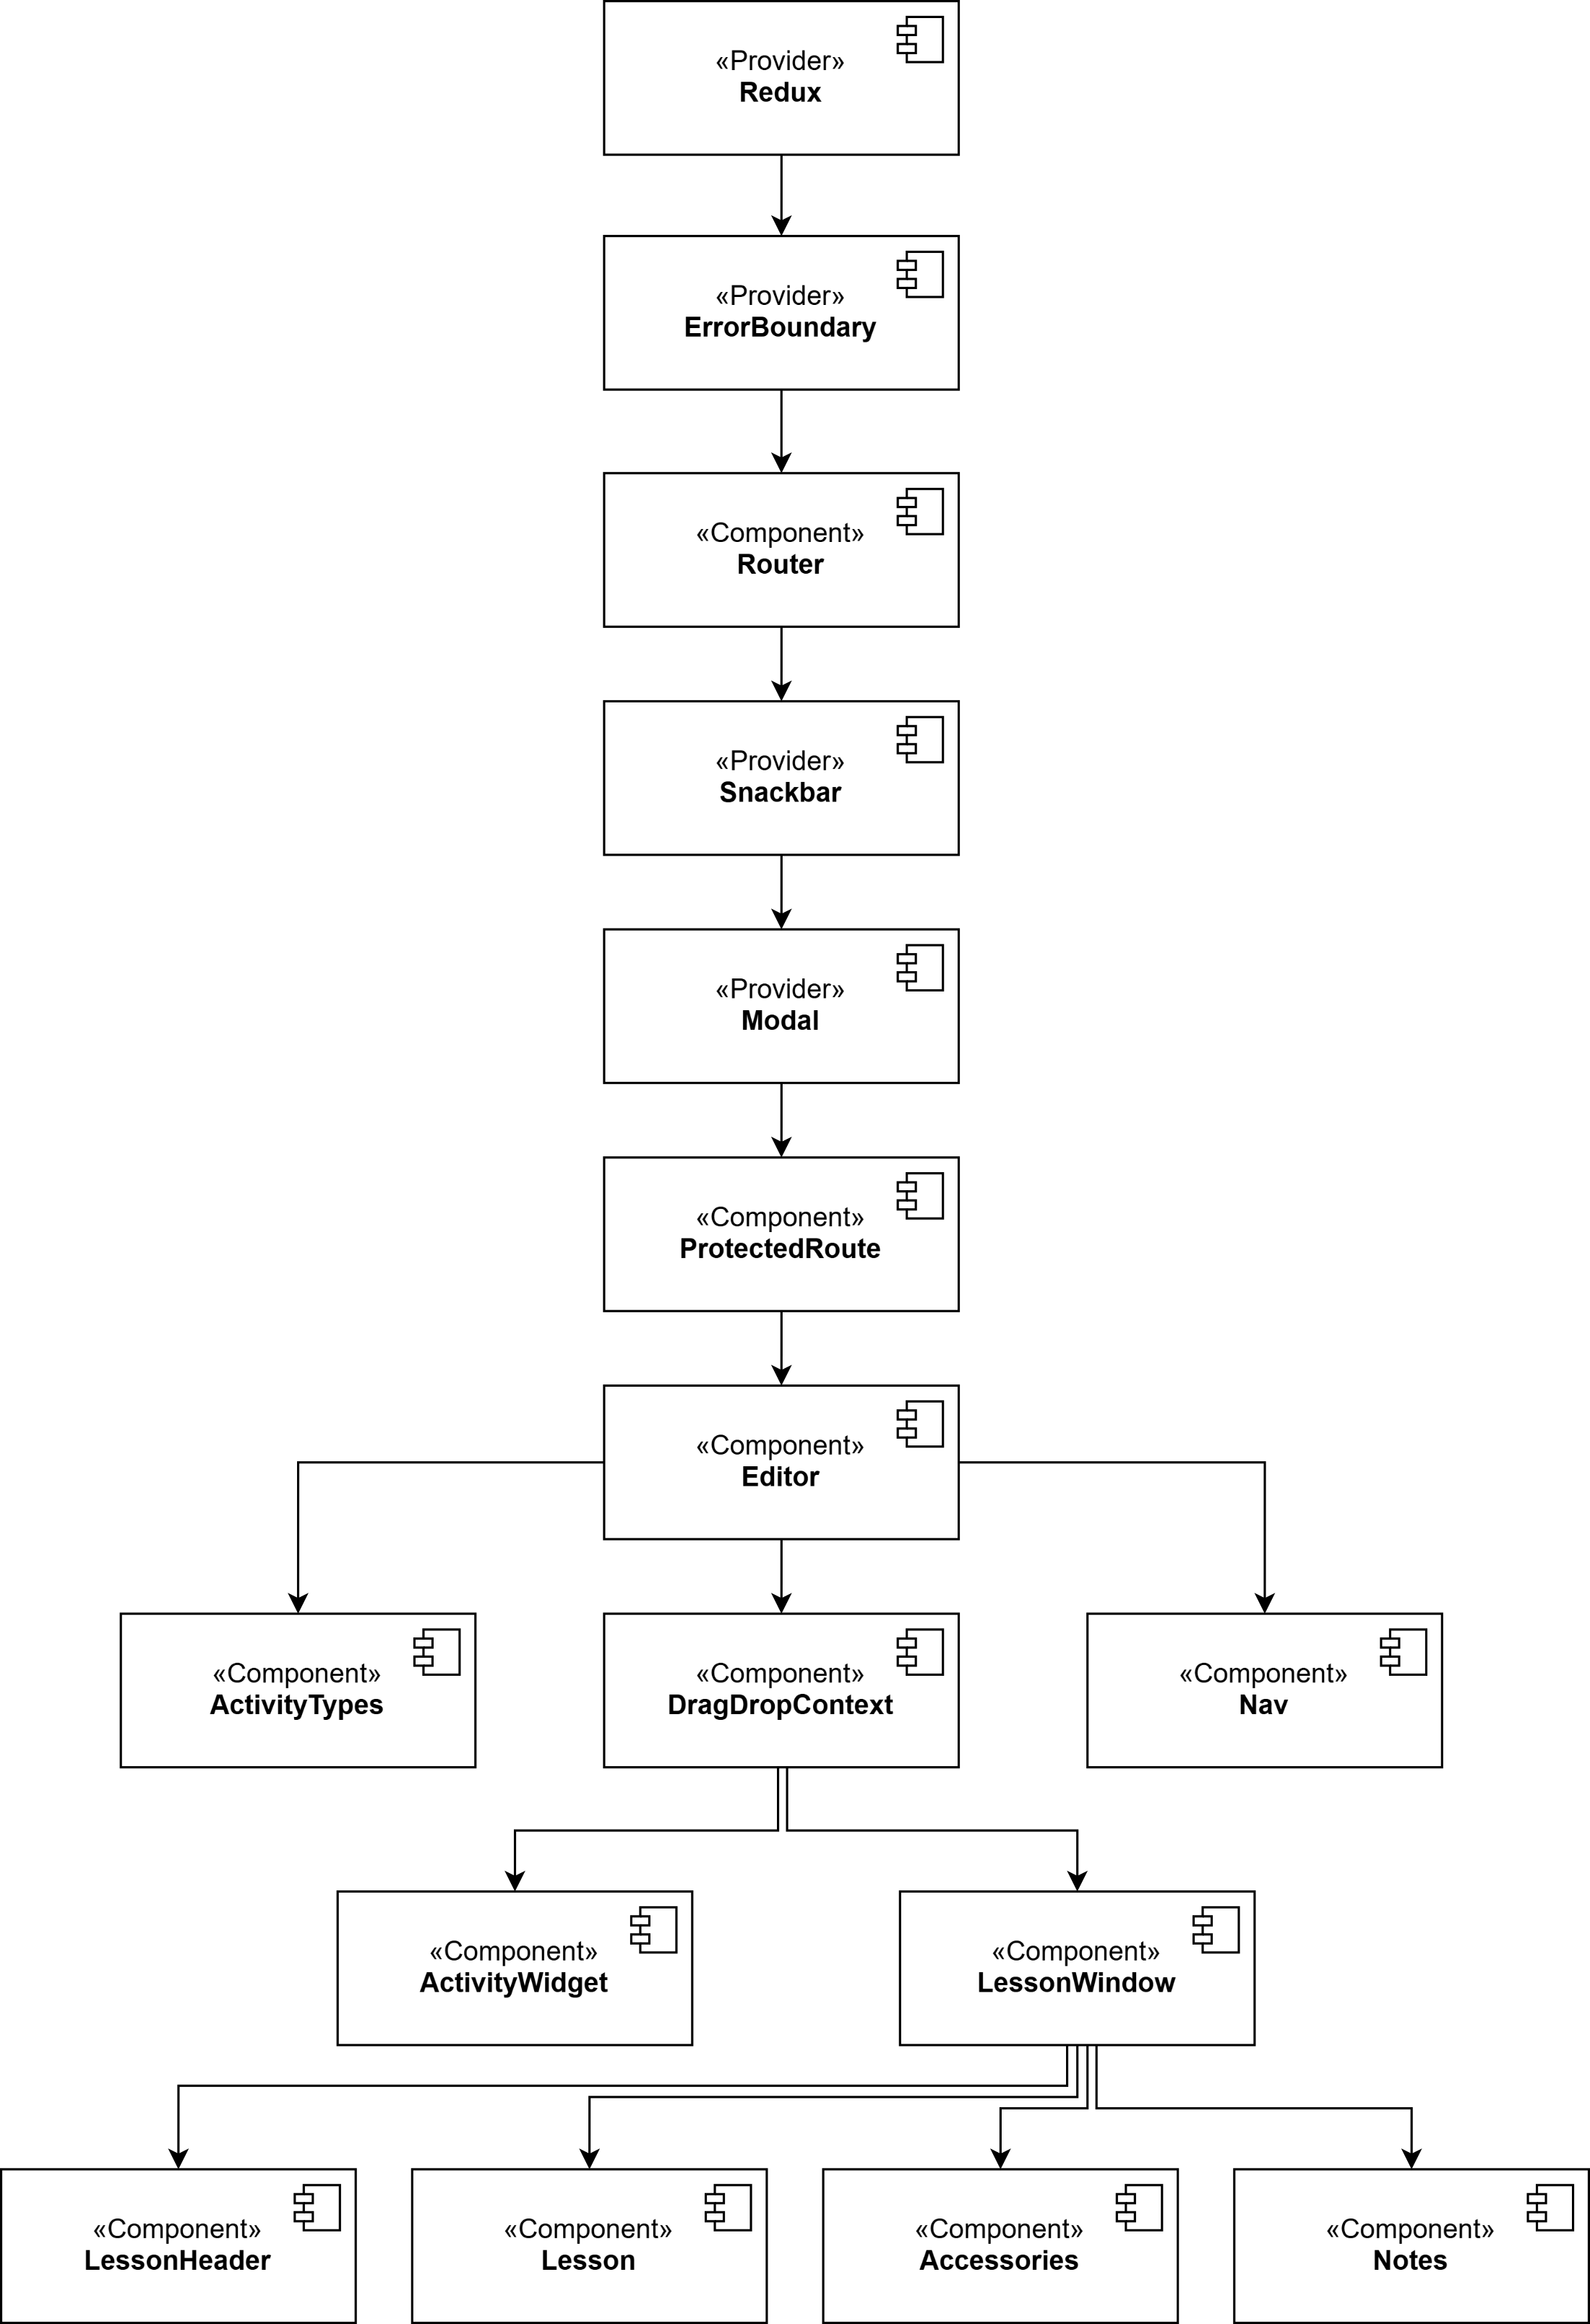 «Provider»
Redux
«Provider»
ErrorBoundary
«Component»
Router
«Provider»
Snackbar
«Provider»
Modal
«Component»
ProtectedRoute
«Component»
Editor
«Component»
ActivityTypes
«Component»
DragDropContext
«Component»
Nav
«Component»
ActivityWidget
«Component»
LessonWindow
«Component»
LessonHeader
«Component»
Lesson
«Component»
Accessories
«Component»
Notes